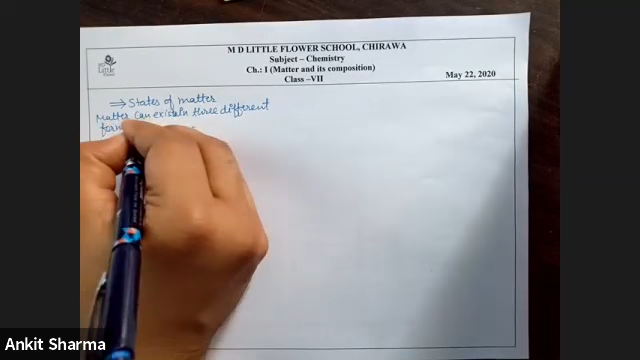 M D LITTLE FLOWER SCHOOL, CHIRAWA
Subject – Chemistry
Ch.: I (Matter and its composition)
Class –VII
May 22, 2020
Little
⇒ States of matter
Matter can exist in three different
Ankit Sharma